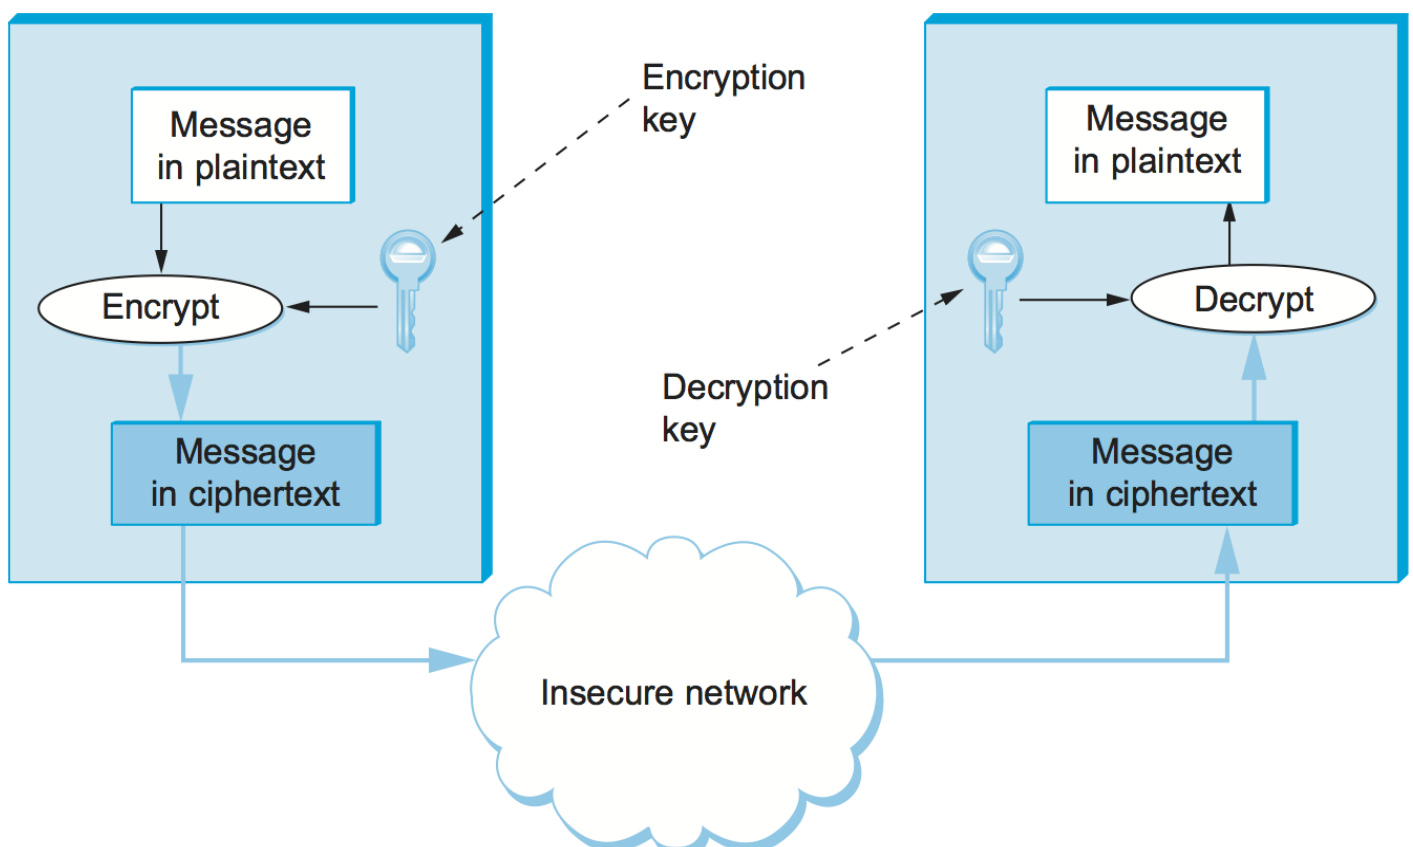 Message
in plaintext
Encrypt
Message
in ciphertext
Encryption
key
Decryption
key
Insecure network
Message
in plaintext
Decrypt
Message
in ciphertext